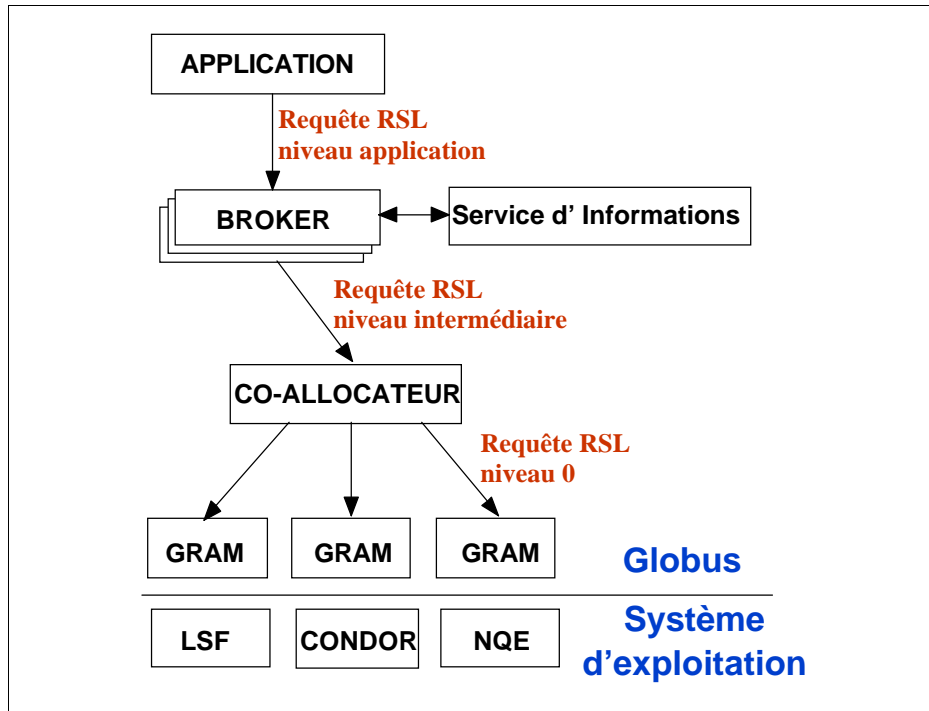 APPLICATION
Requête RSL
niveau application
BROKER
Service d' Informations
Requête RSL
niveau intermédiaire
CO-ALLOCATEUR
Requête RSL
niveau 0
GRAM
GRAM
GRAM
Globus
LSF
CONDOR
NQE
Système
d'exploitation